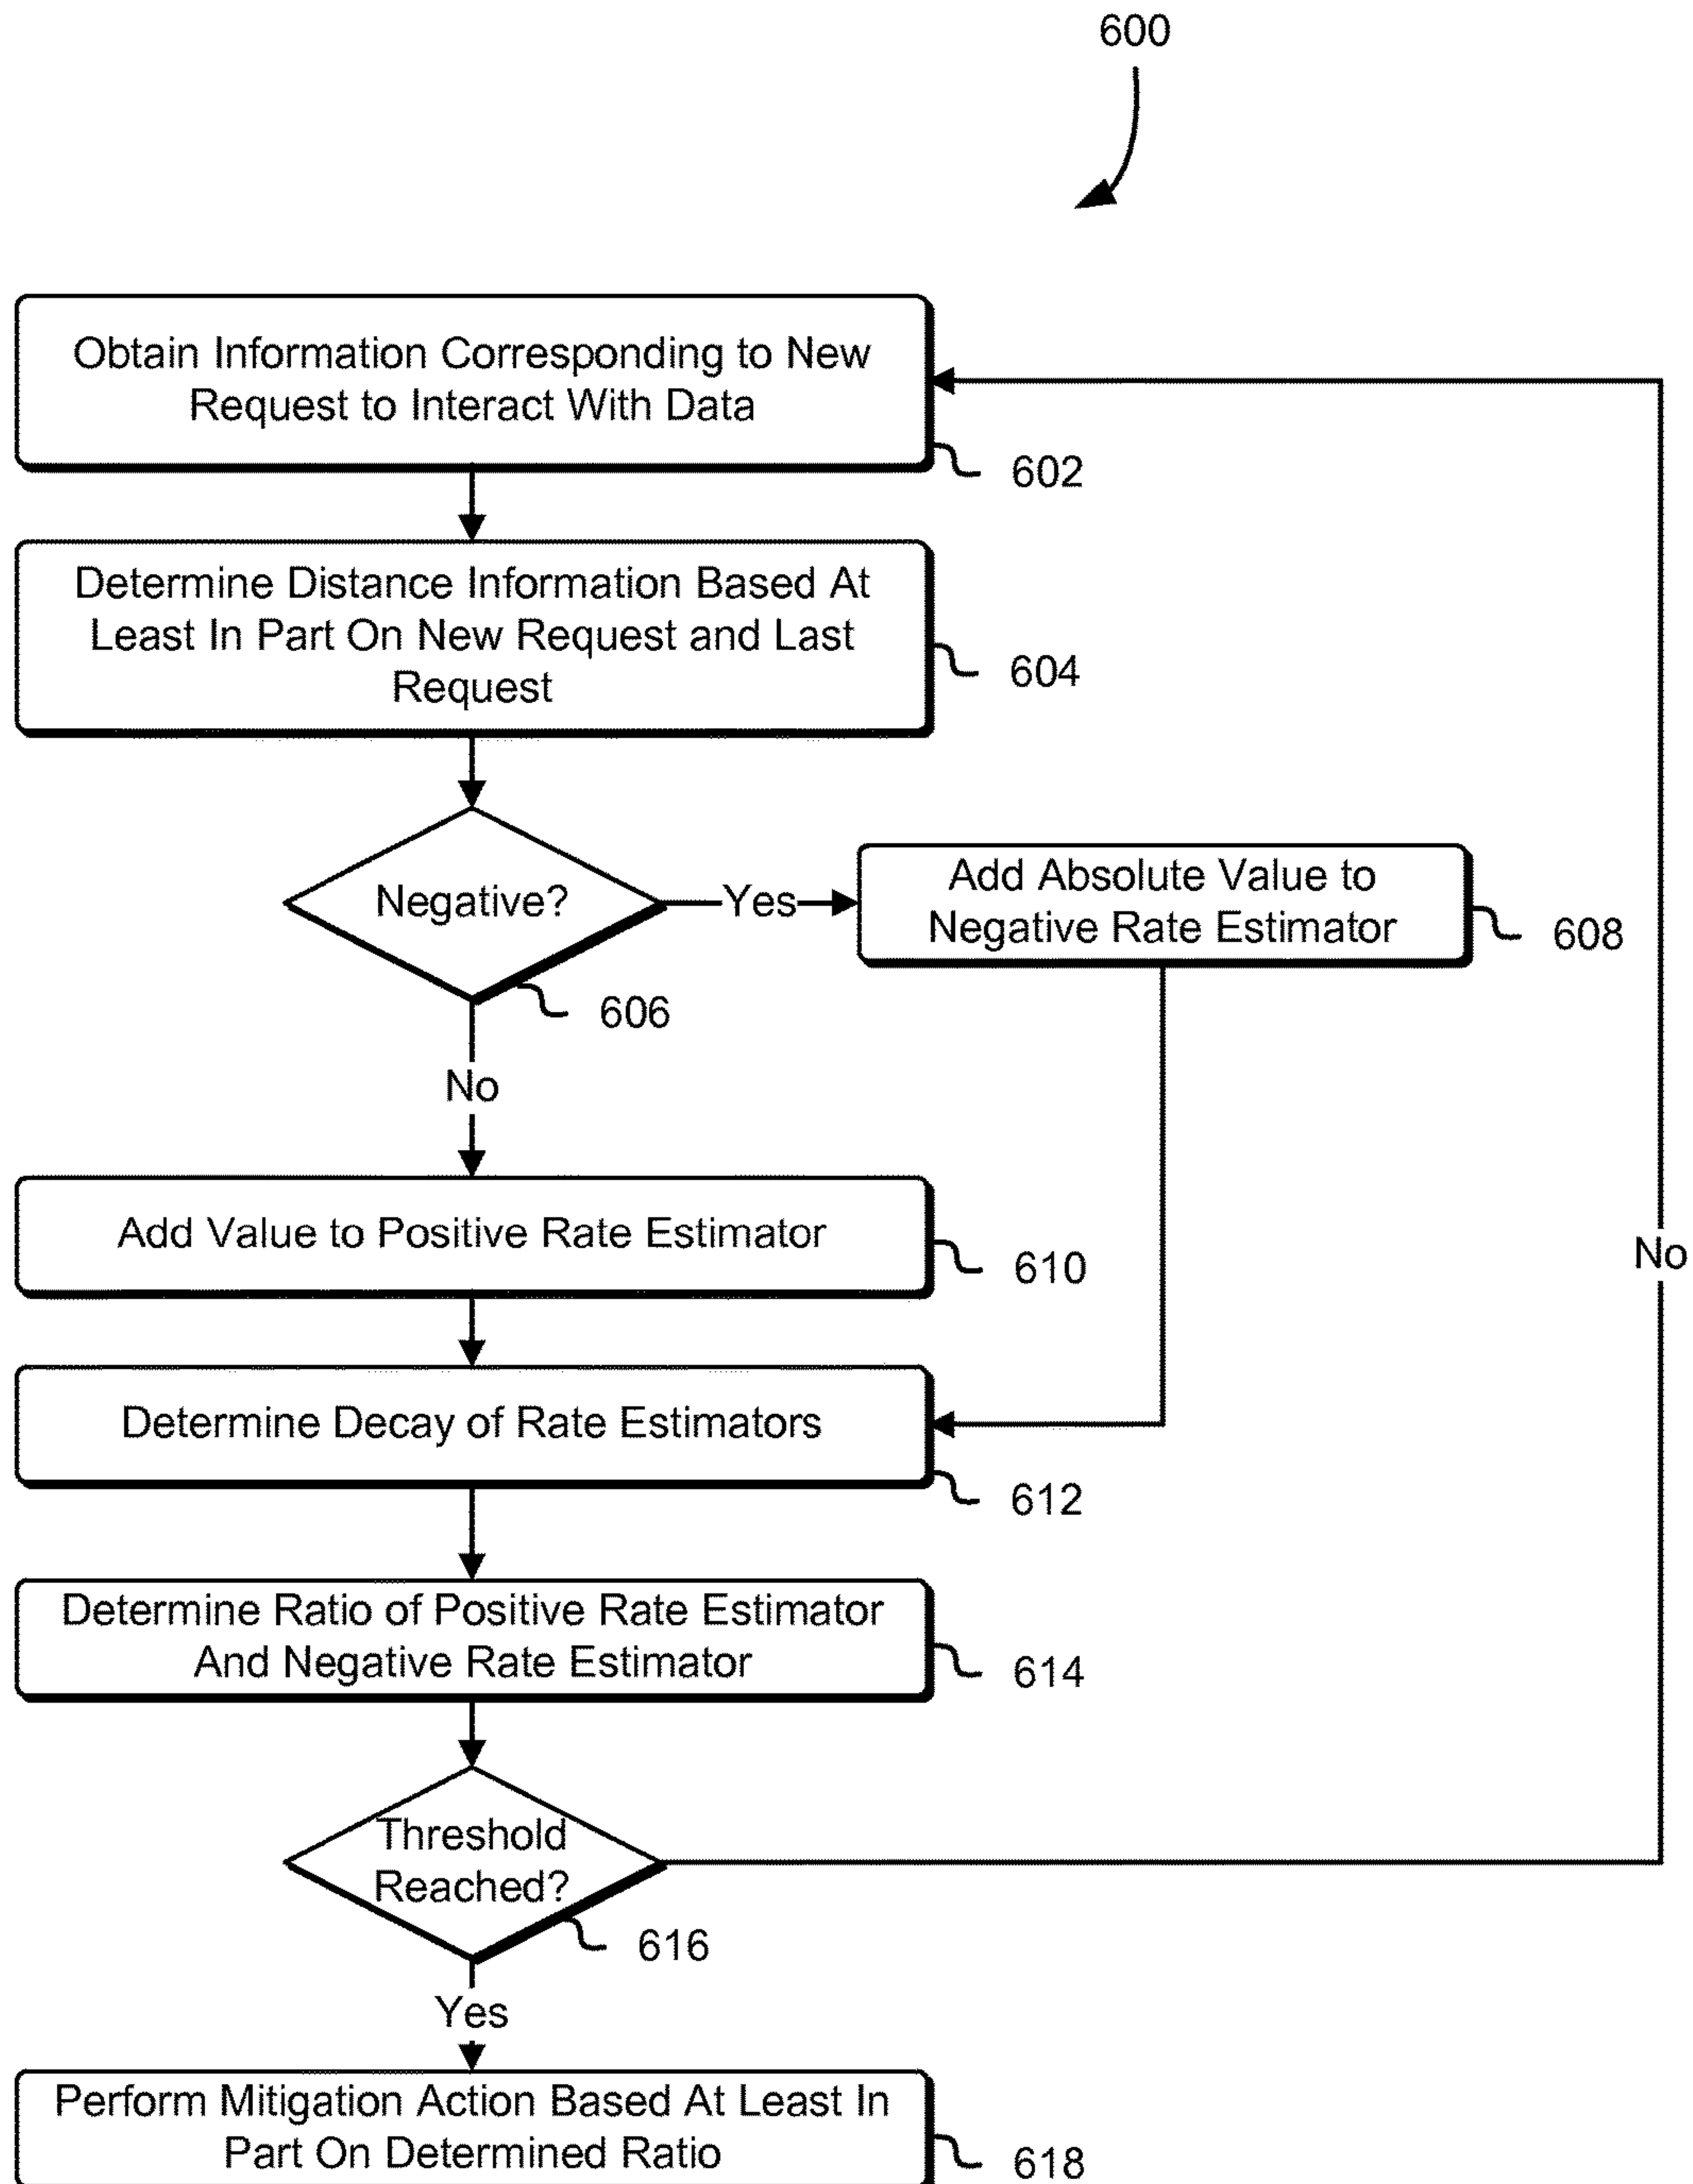 600
Obtain Information Corresponding to New
Request to Interact With Data
602
Determine Distance Information Based At
Least In Part On New Request and Last
Request
604
Negative?
Yes
Add Absolute Value to
Negative Rate Estimator
608
606
No
Add Value to Positive Rate Estimator
610
No
Determine Decay of Rate Estimators
612
Determine Ratio of Positive Rate Estimator
And Negative Rate Estimator
614
Threshold
Reached?
616
Yes
Perform Mitigation Action Based At Least In
Part On Determined Ratio
618